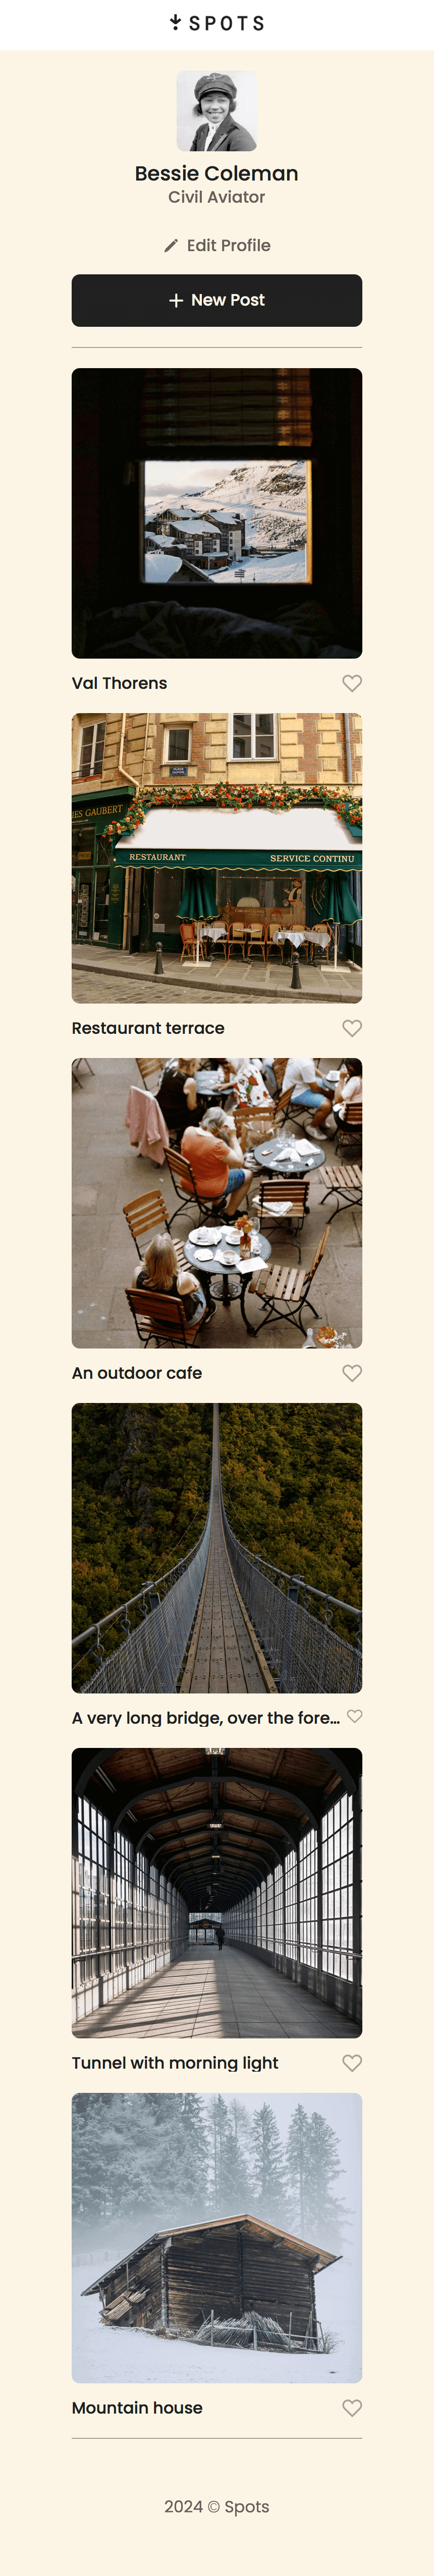 SPOTS
Bessie Coleman
Civil Aviator
Edit Profile
New Post
Val Thorens
ES GAUBERT
RESTAURANT
SERVICE CONTINU
Restaurant terrace
An outdoor cafe
A very long bridge, over the fore...
Tunnel with morning light
Mountain house
2024 © Spots